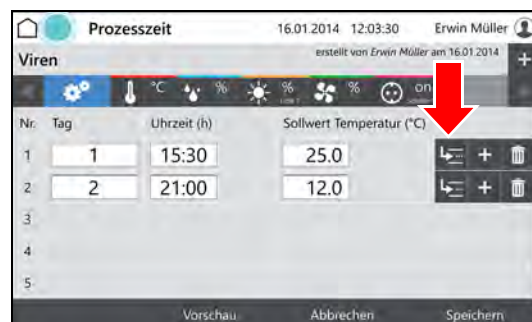 Prozesszeit 16.01.2014 12:03:30 Erwin Müller
Viren erstellt von Erwin Müller am 16.01.2014
°C % % % on
Nr. Tag Uhrzeit (h) Sollwert Temperatur (°C)
1 1 15:30 25.0
2 2 21:00 12.0
3
4
5
Vorschau Abbrechen Speichern